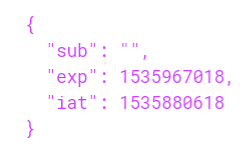 {
"sub": "",
"exp": 1535967018,
"iat": 1535880618
}